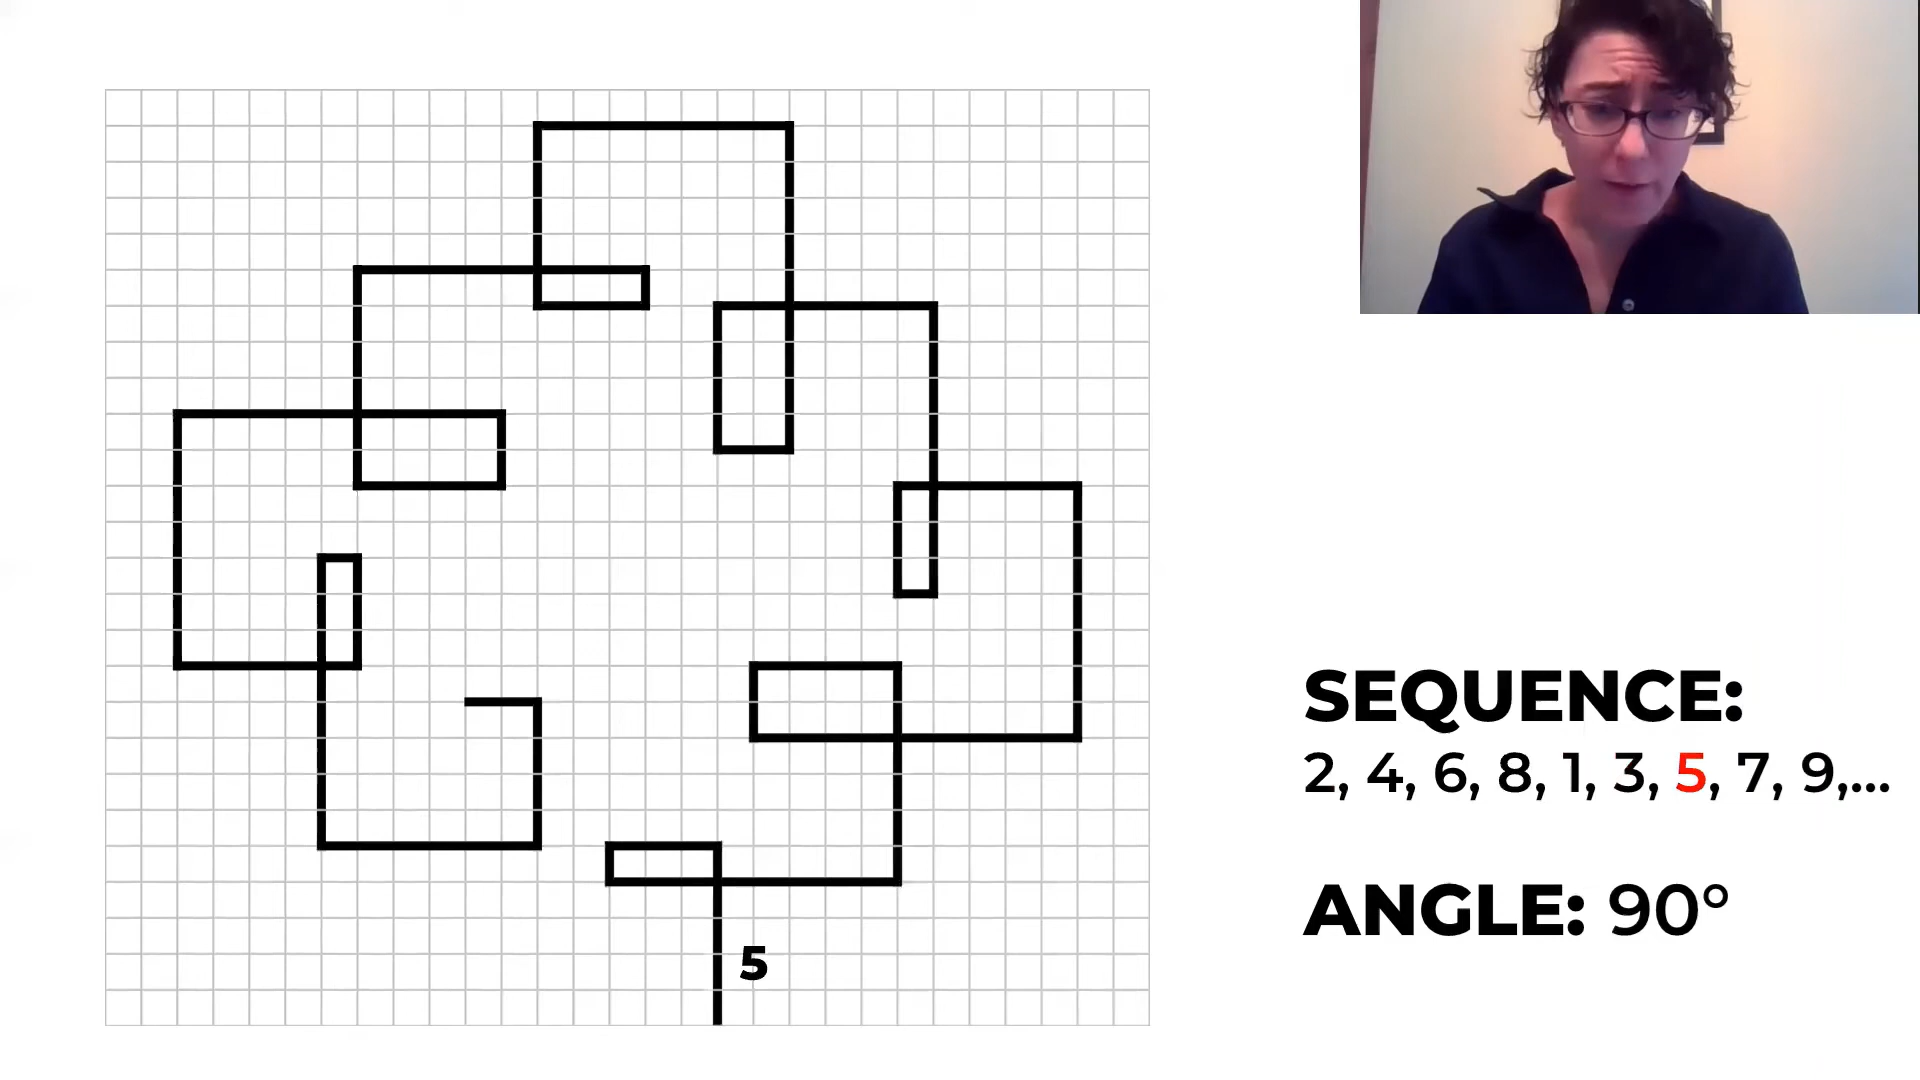 5
SEQUENCE:
2, 4, 6, 8, 1, 3, 5, 7, 9,...
ANGLE: 90°